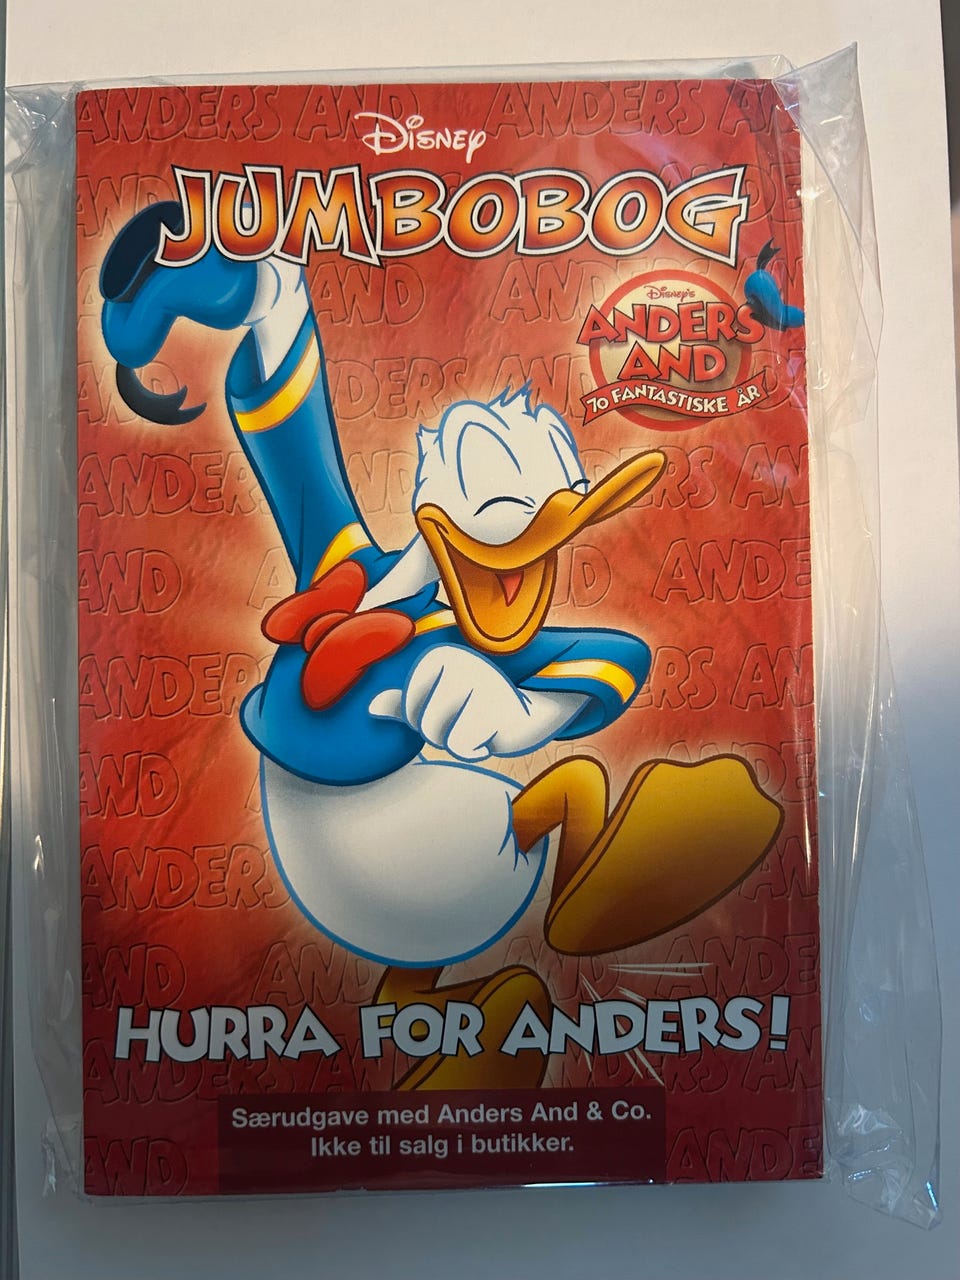 DISNEY
JUMBOBOG
DISNEY'S
ANDERS
AND
70 FANTASTISKE ÅR
HURRA FOR ANDERS!
Særudgave med Anders And & Co.
Ikke til salg i butikker.